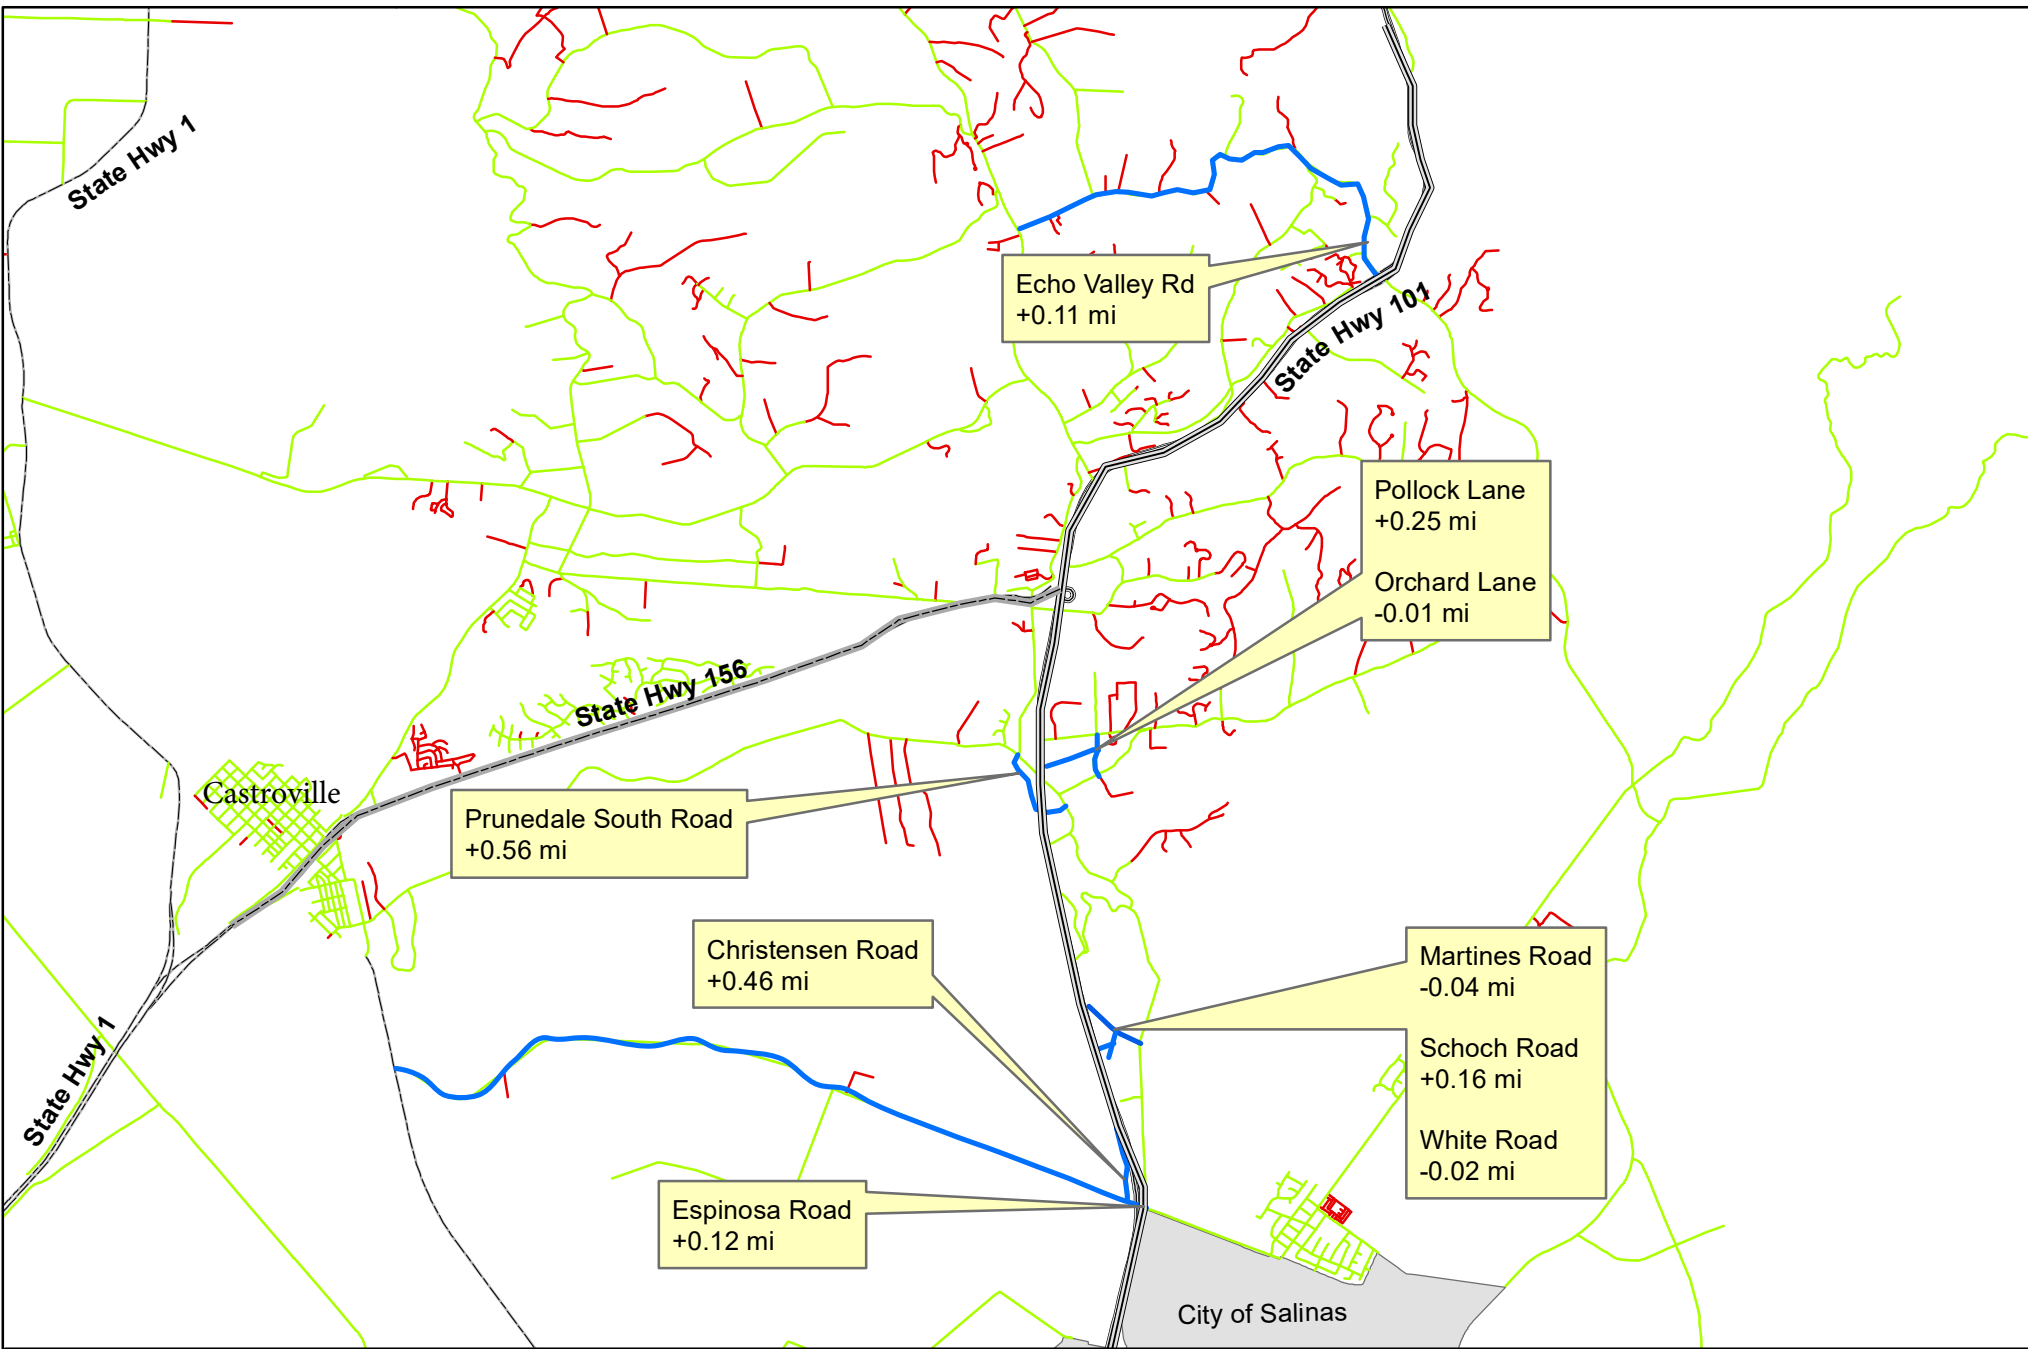 State Hwy 1
Echo Valley Rd
+0.11 mi
State Hwy 101
Pollock Lane
+0.25 mi
Orchard Lane
-0.01 mi
State Hwy 156
Castroville
Prunedale South Road
+0.56 mi
Christensen Road
+0.46 mi
Martines Road
-0.04 mi
Schoch Road
+0.16 mi
White Road
-0.02 mi
State Hwy 1
Espinosa Road
+0.12 mi
City of Salinas